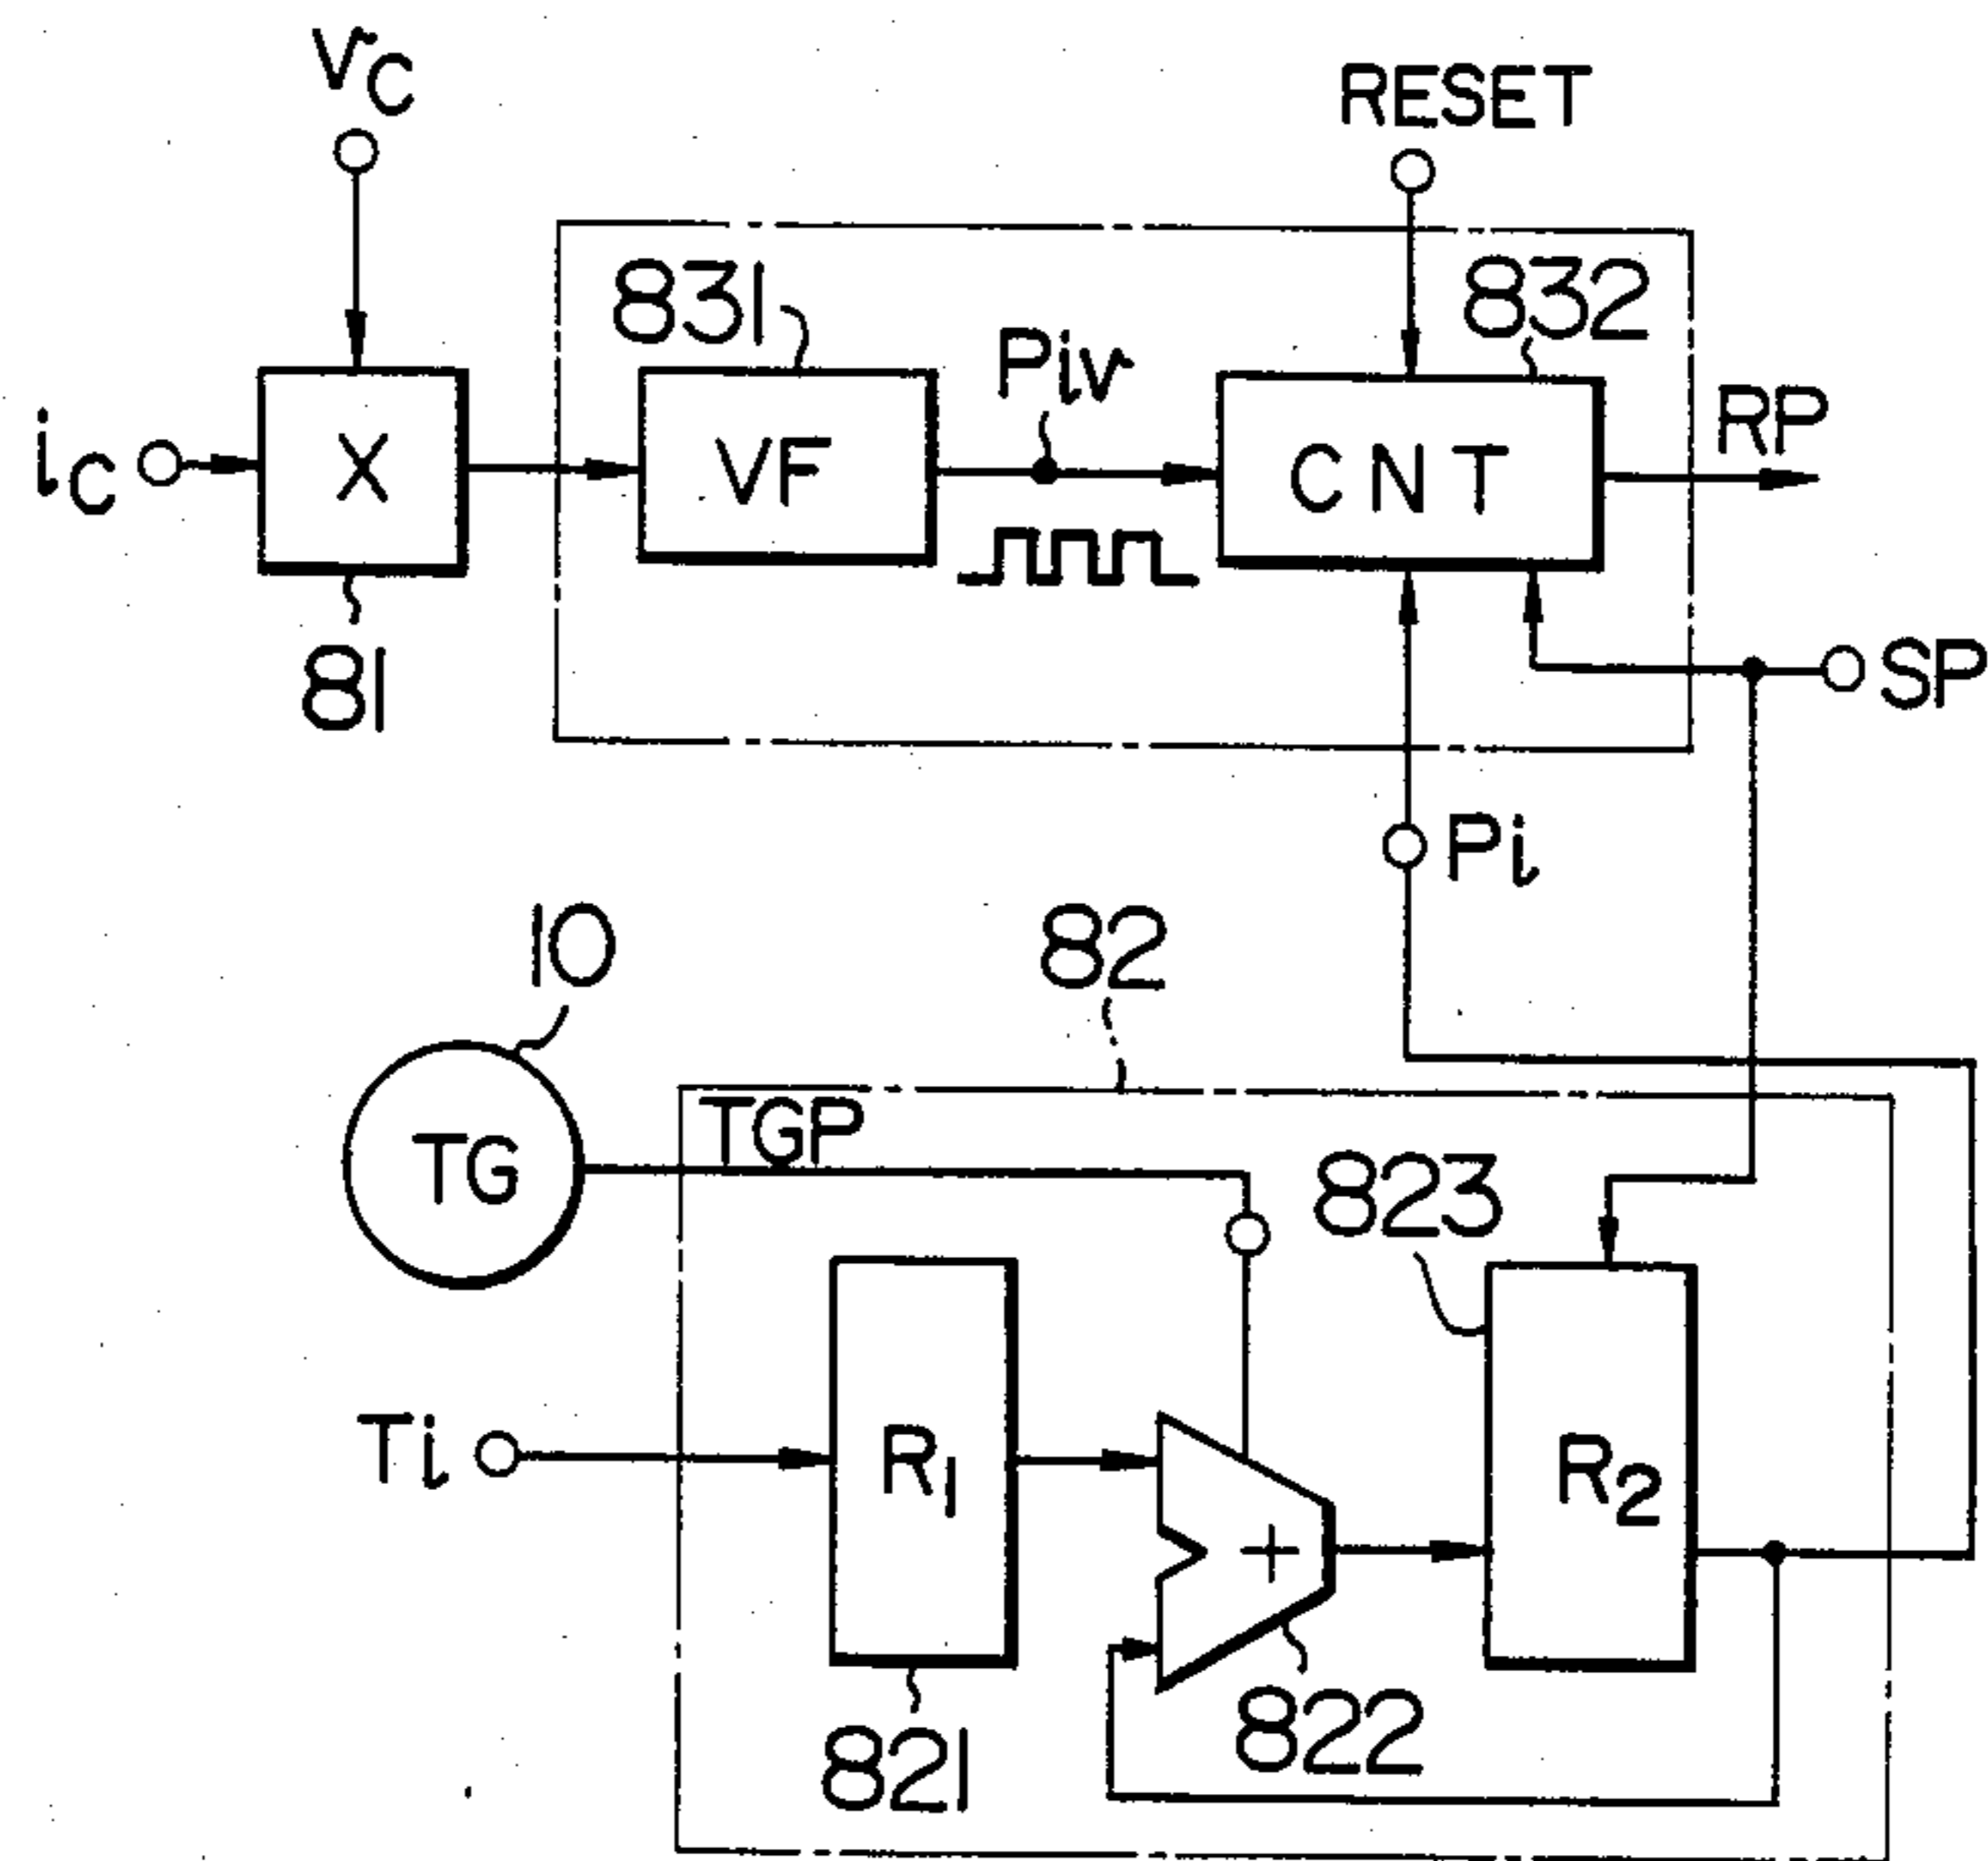 vC
RESET
831
832
Piv
RP
iC
X
VF
CNT
81
SP
Pi
10
82
TGP
TG
823
Ti
R1
+
R2
821
822